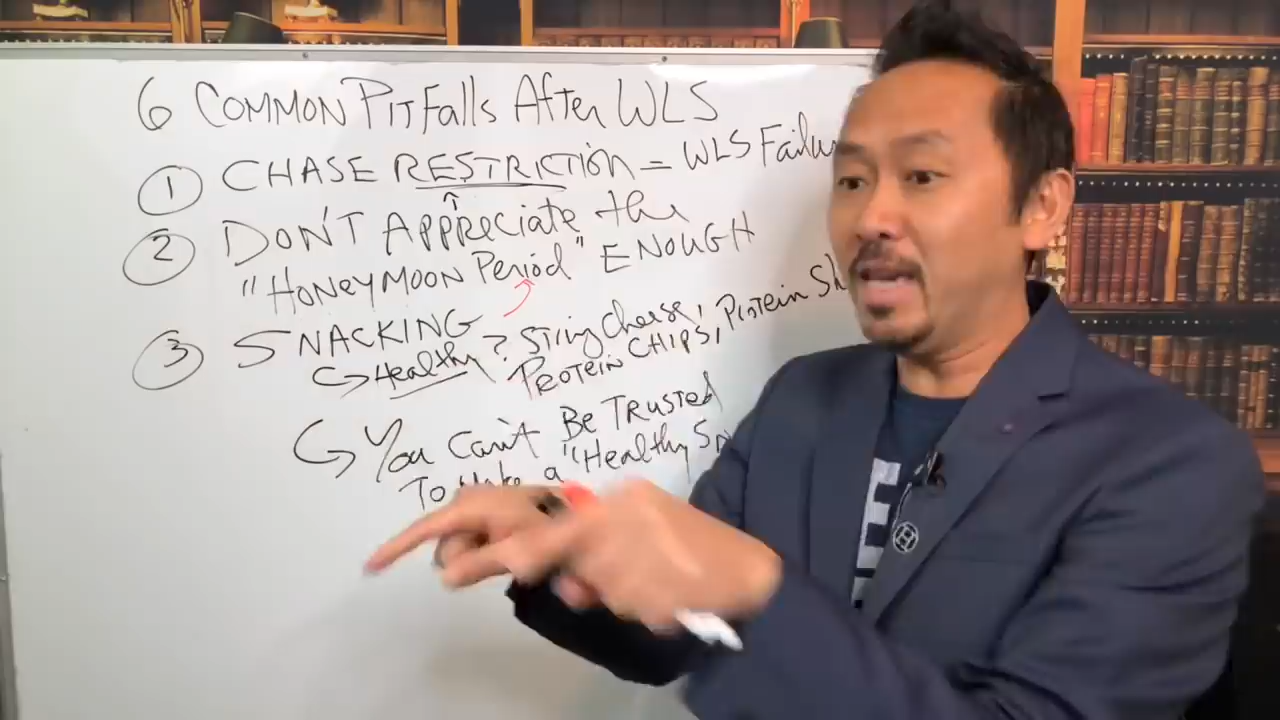 6 COMMON PITFalls After WLS
① CHASE RESTRICTION = WLS Failu
② DON'T APPRECIATE the
"HONEYMOON Period" ENOUGH
③ SNACKING
Healthy? String Cheese,
PROTEIN CHIPS, PROTEIN Sh
You Can't Be TRUSTED
To Make a "Healthy Sn
E